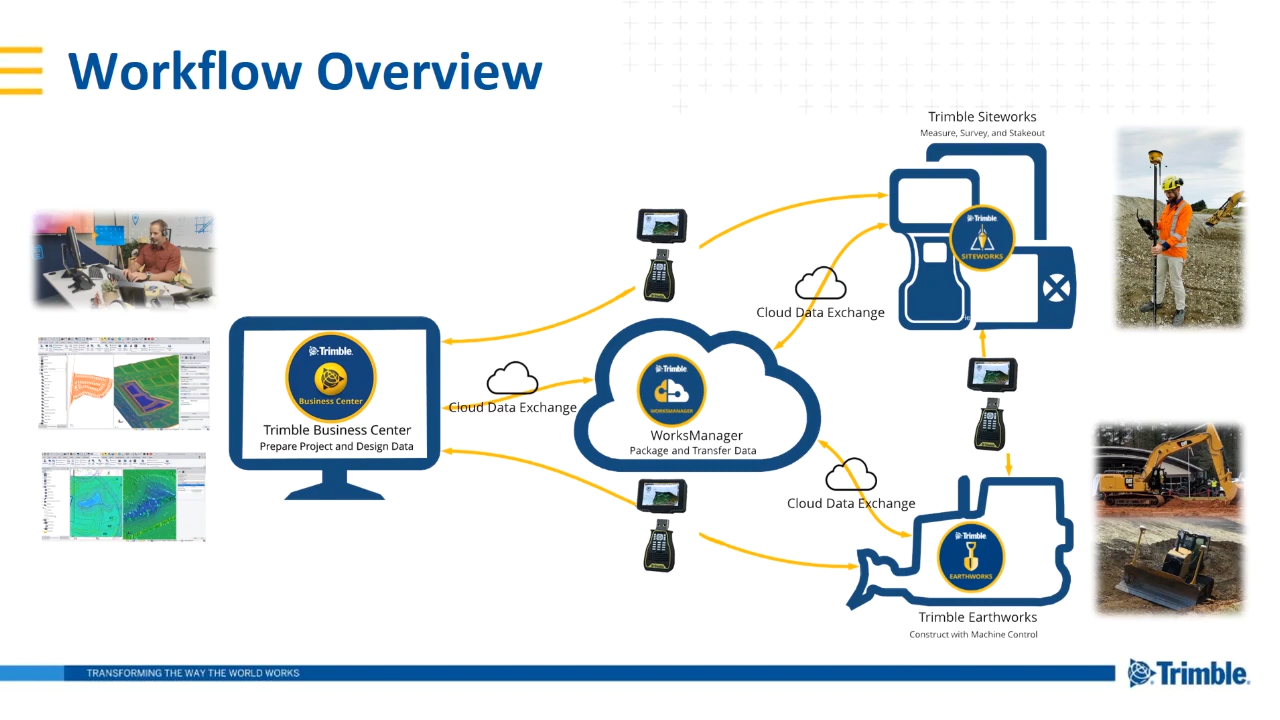 Workflow Overview
Trimble Siteworks
Measure, Survey, and Stakeout
Trimble
SITEWORKS
Cloud Data Exchange
Trimble.
Business Center
Trimble Business Center
Prepare Project and Design Data
Cloud Data Exchange
Trimble
WORKSMANAGER
WorksManager
Package and Transfer Data
Cloud Data Exchange
Trimble
EARTHWORKS
Trimble Earthworks
Construct with Machine Control
TRANSFORMING THE WAY THE WORLD WORKS
Trimble